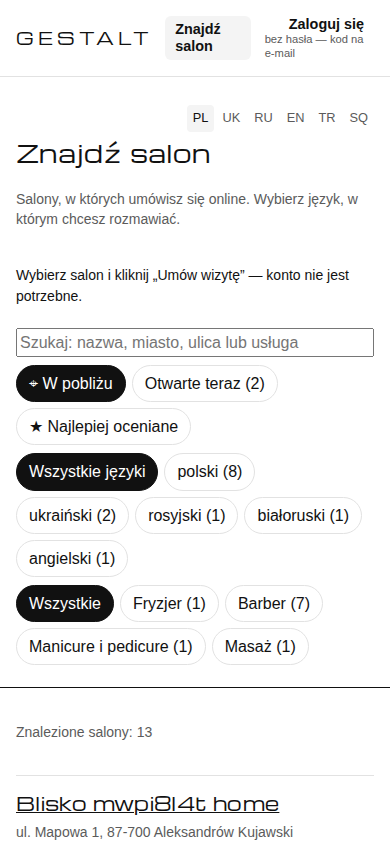 GESTALT
Znajdź
salon
Zaloguj się
bez hasła — kod na
e-mail
PL UK RU EN TR SQ
Znajdź salon
Salony, w których umówisz się online. Wybierz język, w
którym chcesz rozmawiać.
Wybierz salon i kliknij „Umów wizytę” — konto nie jest
potrzebne.
Szukaj: nazwa, miasto, ulica lub usługa
⌖ W pobliżu Otwarte teraz (2)
★ Najlepiej oceniane
Wszystkie języki polski (8)
ukraiński (2) rosyjski (1) białoruski (1)
angielski (1)
Wszystkie Fryzjer (1) Barber (7)
Manicure i pedicure (1) Masaż (1)
Znalezione salony: 13
Blisko mwpi8l4t home
ul. Mapowa 1, 87-700 Aleksandrów Kujawski